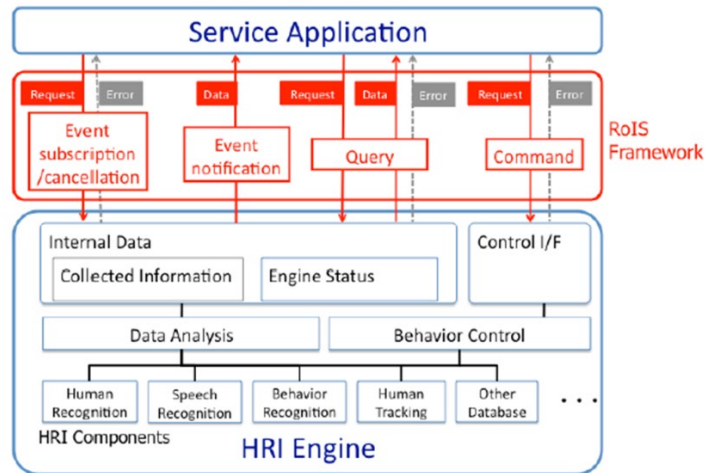 Service Application
Request
Error
Data
Request
Data
Error
Request
Error
Event
subscription
/cancellation
Event
notification
Query
Command
RoIS
Framework
Internal Data
Control I/F
Collected Information
Engine Status
Data Analysis
Behavior Control
Human
Recognition
Speech
Recognition
Behavior
Recognition
Human
Tracking
Other
Database
. . .
HRI Components
HRI Engine